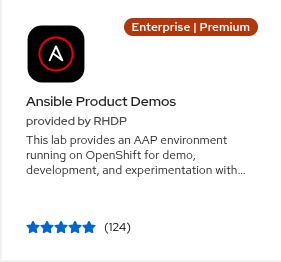 Enterprise | Premium
Ansible Product Demos
provided by RHDP
This lab provides an AAP environment
running on OpenShift for demo,
development, and experimentation with...
(124)